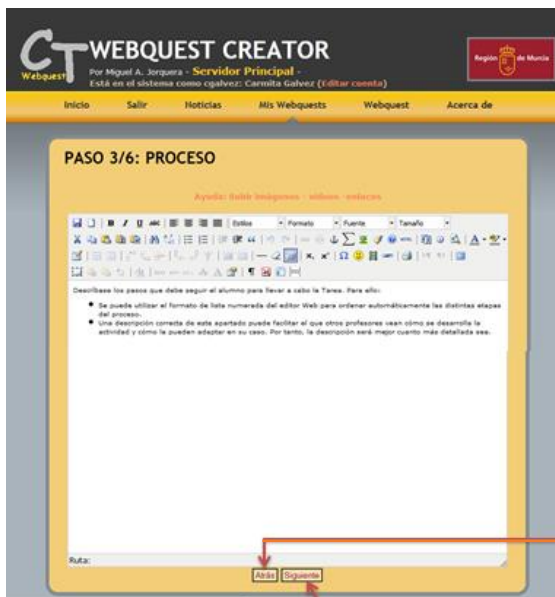 CT WEBQUEST CREATOR
Webquest
Por Miguel A. Jorquera - Servidor Principal -
Está en el sistema como cgalvez: Carmita Galvez (Editar cuenta)
Región de Murcia
Inicio Salir Noticias Mis Webquests Webquest Acerca de
PASO 3/6: PROCESO
Ayuda: Subir imágenes - videos -enlaces
Estilos Formato Fuente Tamaño
Descríbase los pasos que debe seguir el alumno para llevar a cabo la Tarea. Para ello:
Se puede utilizar el formato de lista numerada del editor Web para ordenar automáticamente las distintas etapas
del proceso.
Una descripción correcta de este apartado puede facilitar el que otros profesores vean cómo se desarrolla la
actividad y cómo la pueden adaptar en su caso. Por tanto, la descripción será mejor cuanto más detallada sea.
Ruta:
Atrás Siguiente